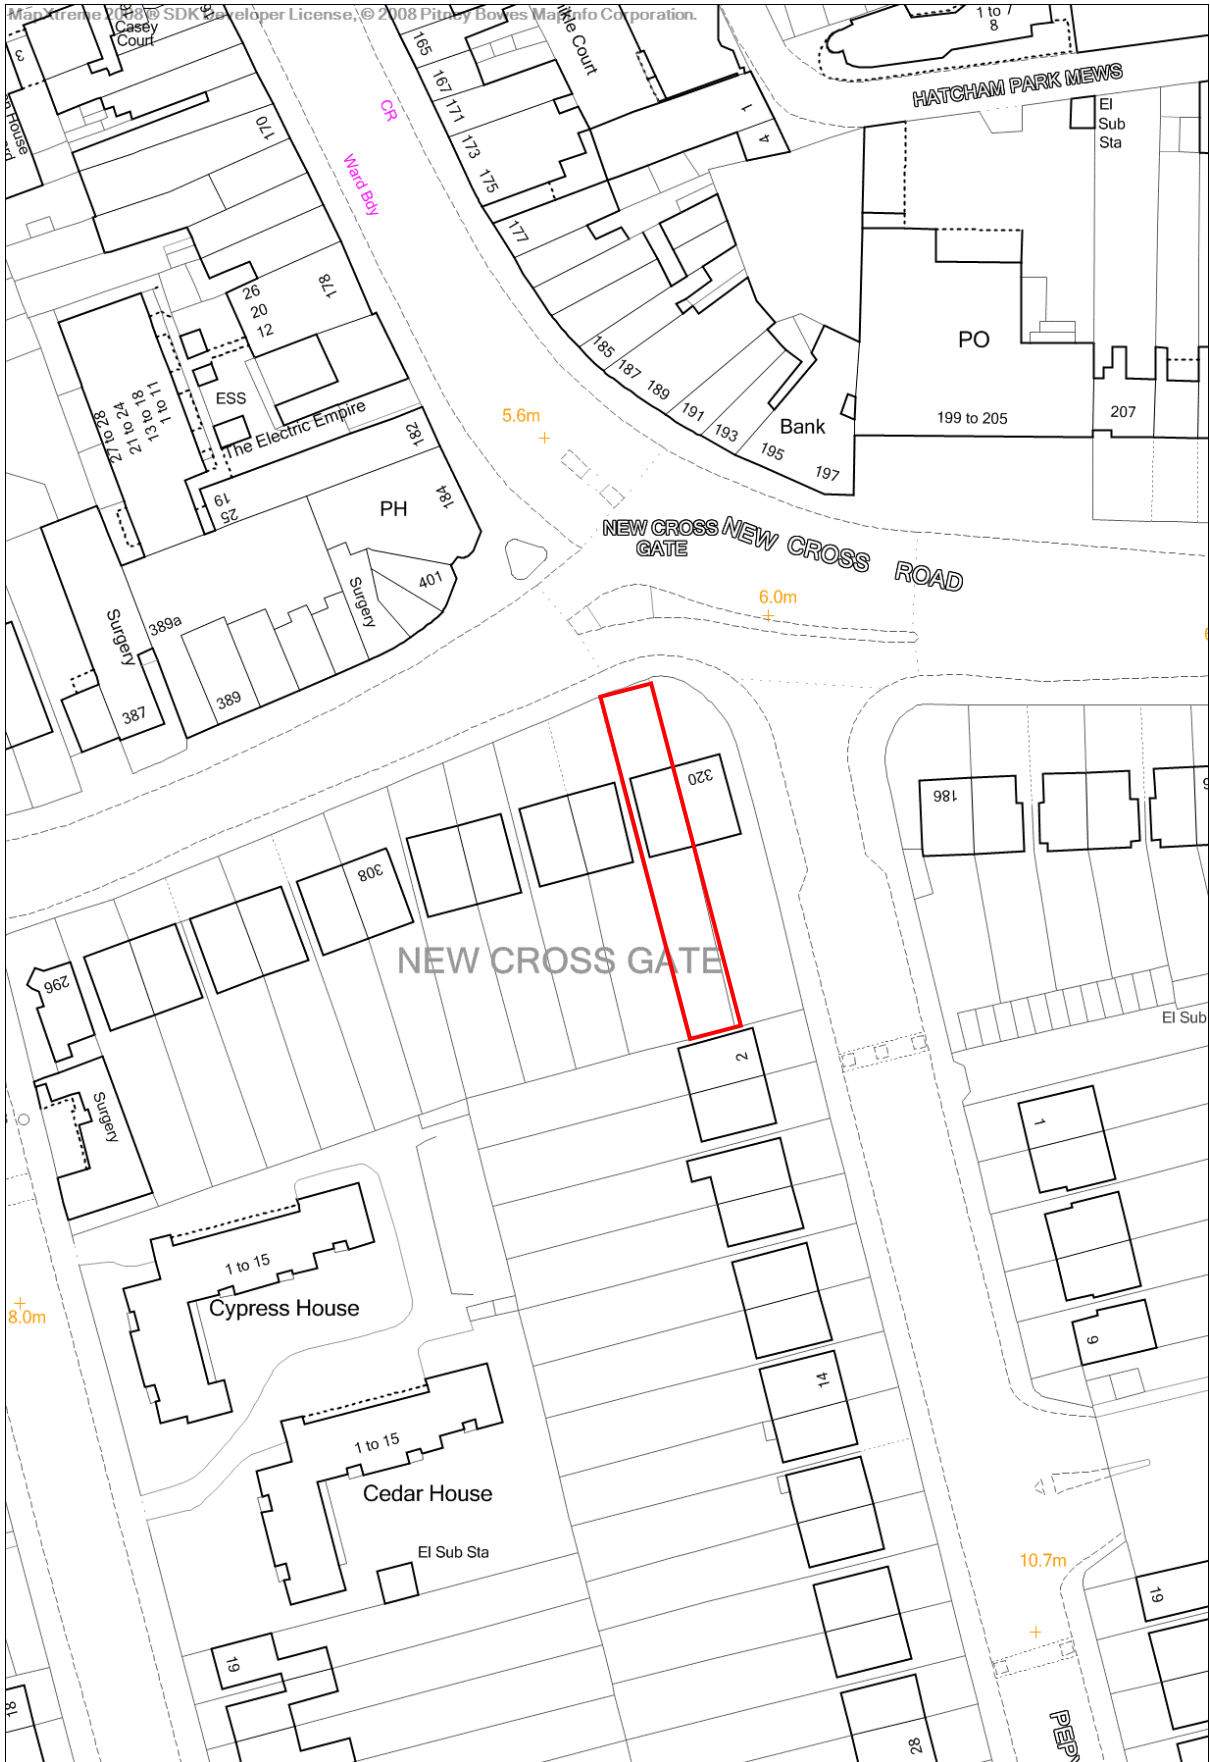 MapXtreme 2008 ® SDK Developer License, © 2008 Pitney Bowes MapInfo Corporation.
3
Casey
Court
165
167
171
173
175
177
1
4
1 to 7
8
HATCHAM PARK MEWS
El
Sub
Sta
CR
Ward Bdy
170
178
26
20
12
ESS
The Electric Empire
27 to 28
21 to 24
13 to 18
1 to 11
182
184
PH
19
25
401
Surgery
Surgery
389a
389
387
185
187
189
191
193
195
197
Bank
PO
199 to 205
207
5.6m
NEW CROSS
GATE
NEW CROSS ROAD
6.0m
320
186
308
296
NEW CROSS GATE
Surgery
2
El Sub
1
9
14
1 to 15
Cypress House
8.0m
1 to 15
Cedar House
El Sub Sta
10.7m
19
19
18
28